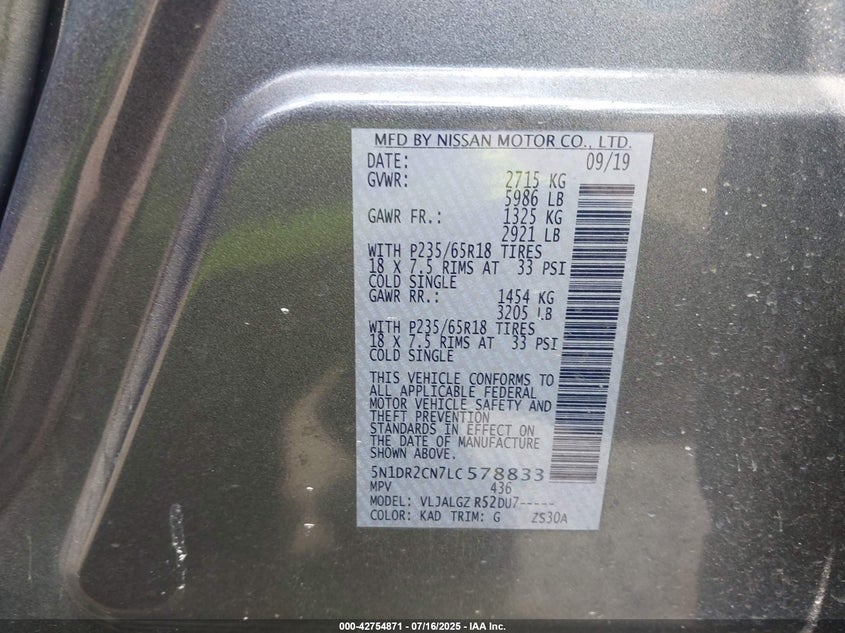 MFD BY NISSAN MOTOR CO., LTD.
DATE: 09/19
GVWR: 2715 KG
5986 LB
GAWR FR.: 1325 KG
2921 LB
WITH P235/65R18 TIRES
18 X 7.5 RIMS AT 33 PSI
COLD SINGLE
GAWR RR.: 1454 KG
3205 LB
WITH P235/65R18 TIRES
18 X 7.5 RIMS AT 33 PSI
COLD SINGLE
THIS VEHICLE CONFORMS TO
ALL APPLICABLE FEDERAL
MOTOR VEHICLE SAFETY AND
THEFT PREVENTION
STANDARDS IN EFFECT ON
THE DATE OF MANUFACTURE
SHOWN ABOVE.
5N1DR2CN7LC578833
MPV 436
MODEL: VLJALGZ R52DU7-----
COLOR: KAD TRIM: G ZS30A
000-42754871 - 07/16/2025 - IAA Inc.